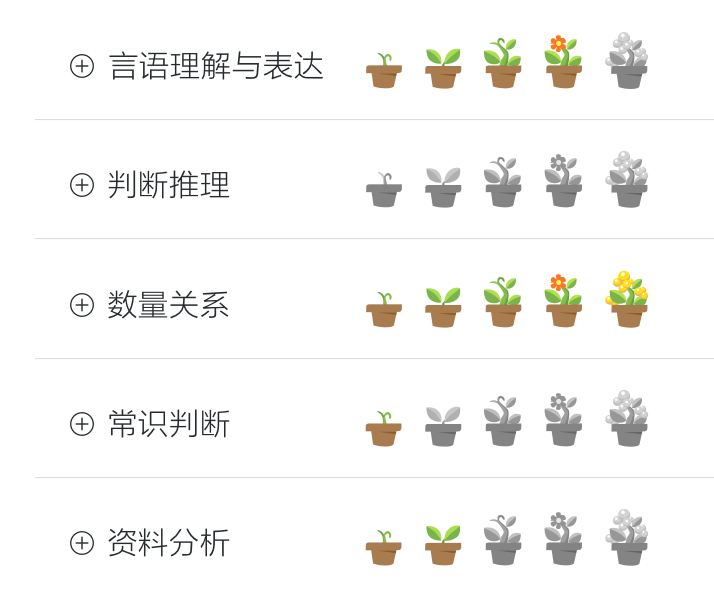 言语理解与表达
判断推理
数量关系
常识判断
资料分析